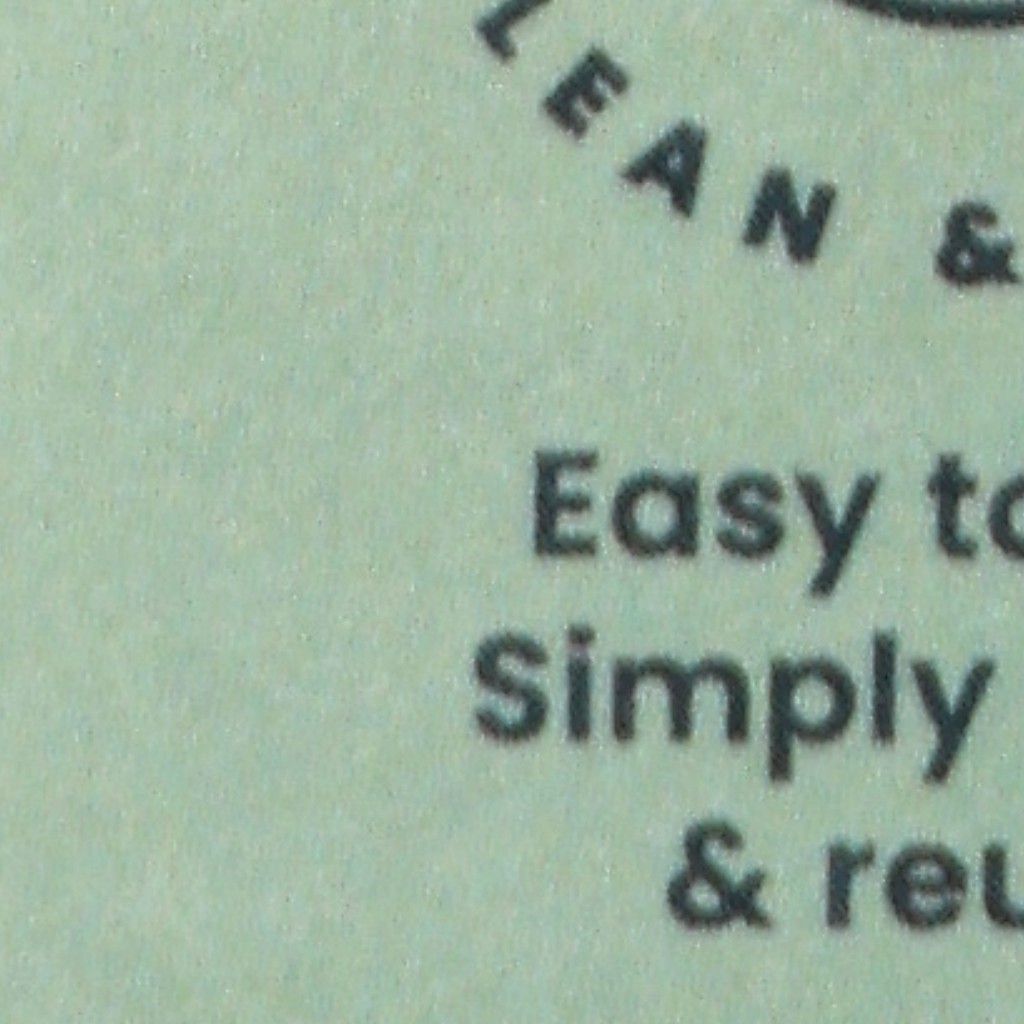 LEAN &
Easy to
Simply
& reu